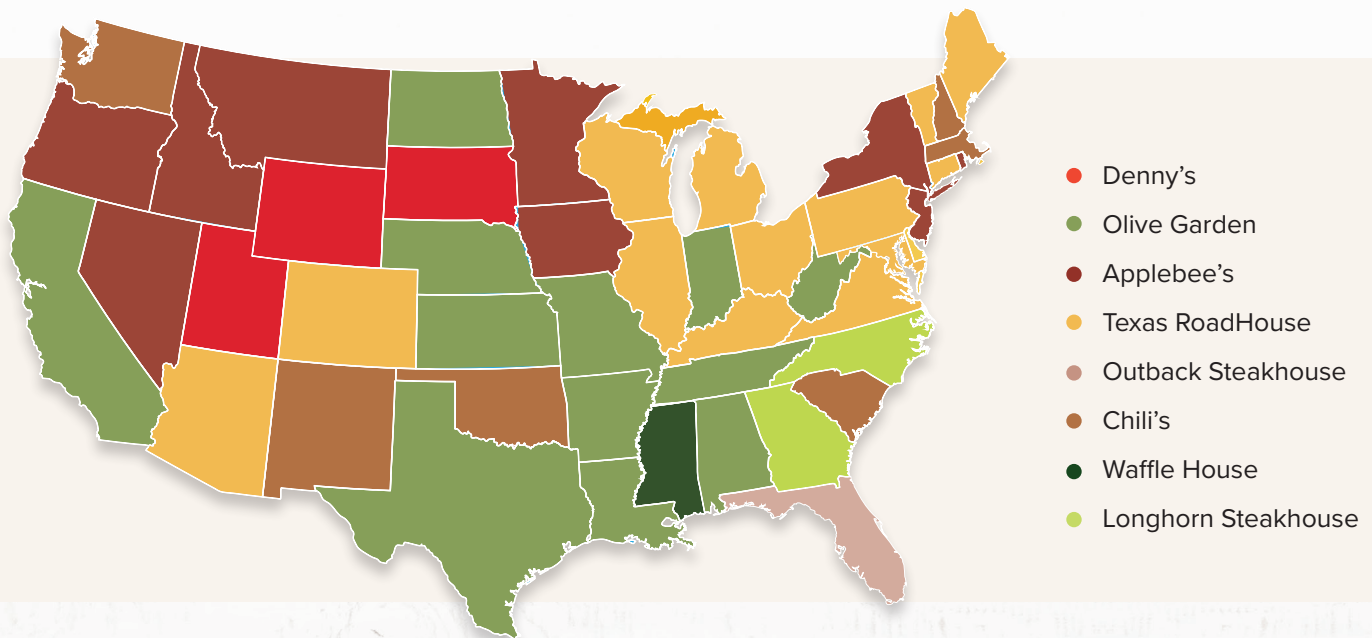 Denny’s
Olive Garden
Applebee’s
Texas RoadHouse
Outback Steakhouse
Chili’s
Waffle House
Longhorn Steakhouse